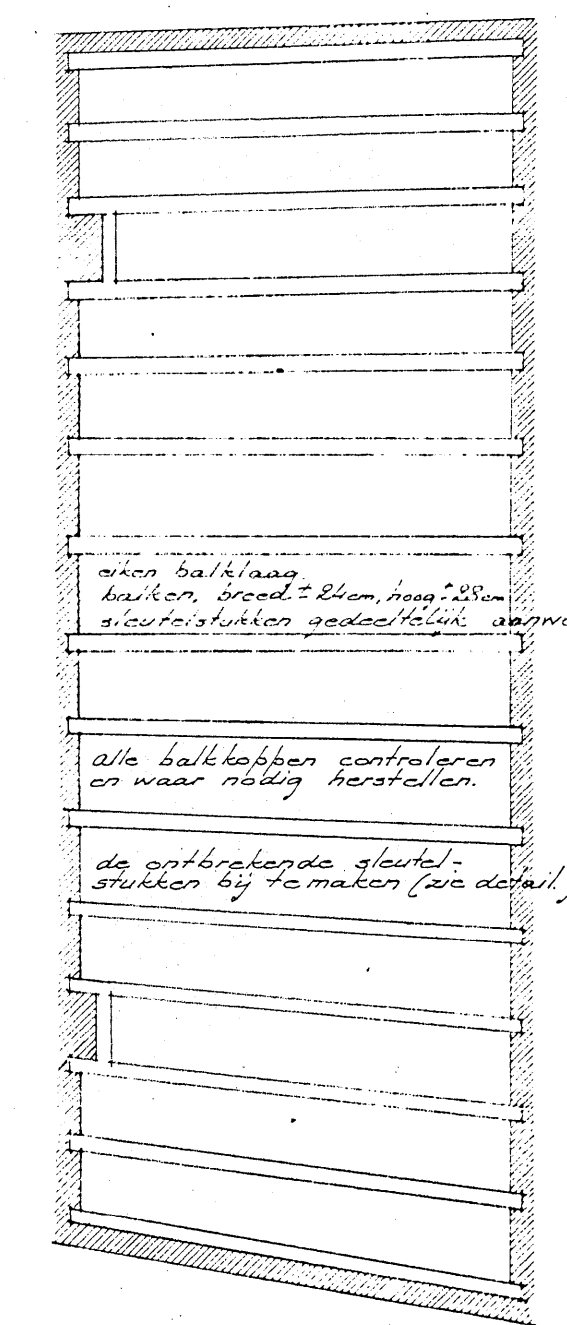 eiken balklaag
balken, breed ± 24cm, hoog ± 28cm
sleutelstukken gedeeltelijk aanwe
alle balkkoppen controleren
en waar nodig herstellen.
de ontbrekende sleutel-
stukken bij te maken (zie detail.)